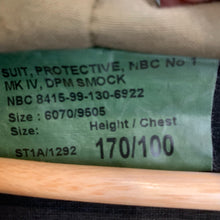 SUIT, PROTECTIVE, NBC No 1
MK IV, DPM SMOCK
NBC 8415-99-130-6922
Size : 6070/9505
Height / Chest
Size : 170/100
ST1A/1292